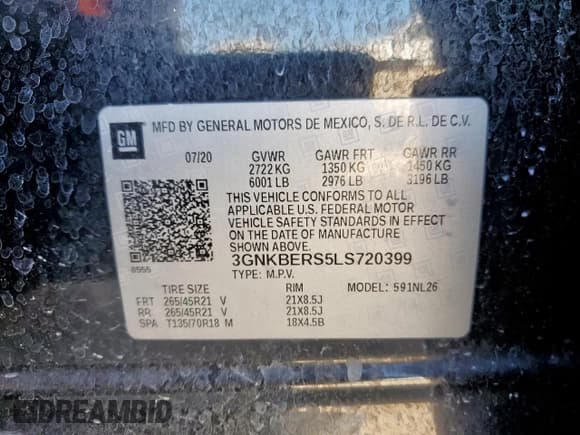 GM
MFD BY GENERAL MOTORS DE MEXICO, S. DE R.L. DE C.V.
07/20 GVWR GAWR FRT GAWR RR
2722 KG 1350 KG 1450 KG
6001 LB 2976 LB 3196 LB
THIS VEHICLE CONFORMS TO ALL
APPLICABLE U.S. FEDERAL MOTOR
VEHICLE SAFETY STANDARDS IN EFFECT
ON THE DATE OF MANUFACTURE
SHOWN ABOVE.
8555
3GNKBERS5LS720399
TYPE: M.P.V.
TIRE SIZE RIM MODEL: 591NL26
FRT 265/45R21 V 21X8.5J
RR 265/45R21 V 21X8.5J
SPA T135/70R18 M 18X4.5B
DREAMBID